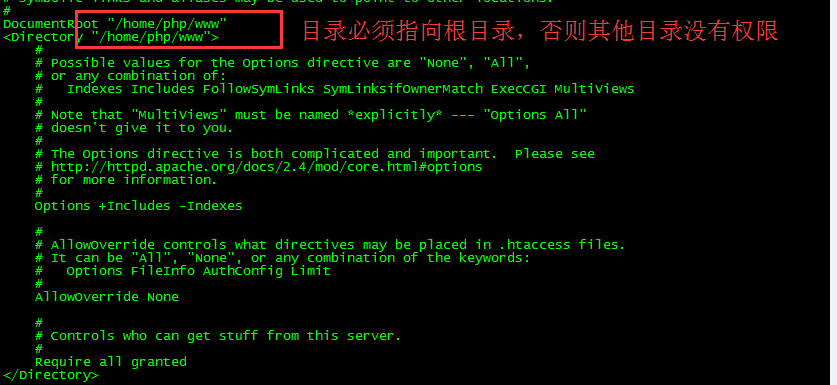 # symbolic links and aliases may be used to point to other locations.
#
DocumentRoot "/home/php/www"
<Directory "/home/php/www">
目录必须指向根目录，否则其他目录没有权限
#
# Possible values for the Options directive are "None", "All",
# or any combination of:
#   Indexes Includes FollowSymLinks SymLinksifOwnerMatch ExecCGI MultiViews
#
# Note that "MultiViews" must be named *explicitly* --- "Options All"
# doesn't give it to you.
#
# The Options directive is both complicated and important.  Please see
# http://httpd.apache.org/docs/2.4/mod/core.html#options
# for more information.
#
Options +Includes -Indexes
#
# AllowOverride controls what directives may be placed in .htaccess files.
# It can be "All", "None", or any combination of the keywords:
#   Options FileInfo AuthConfig Limit
#
AllowOverride None
#
# Controls who can get stuff from this server.
#
Require all granted
</Directory>